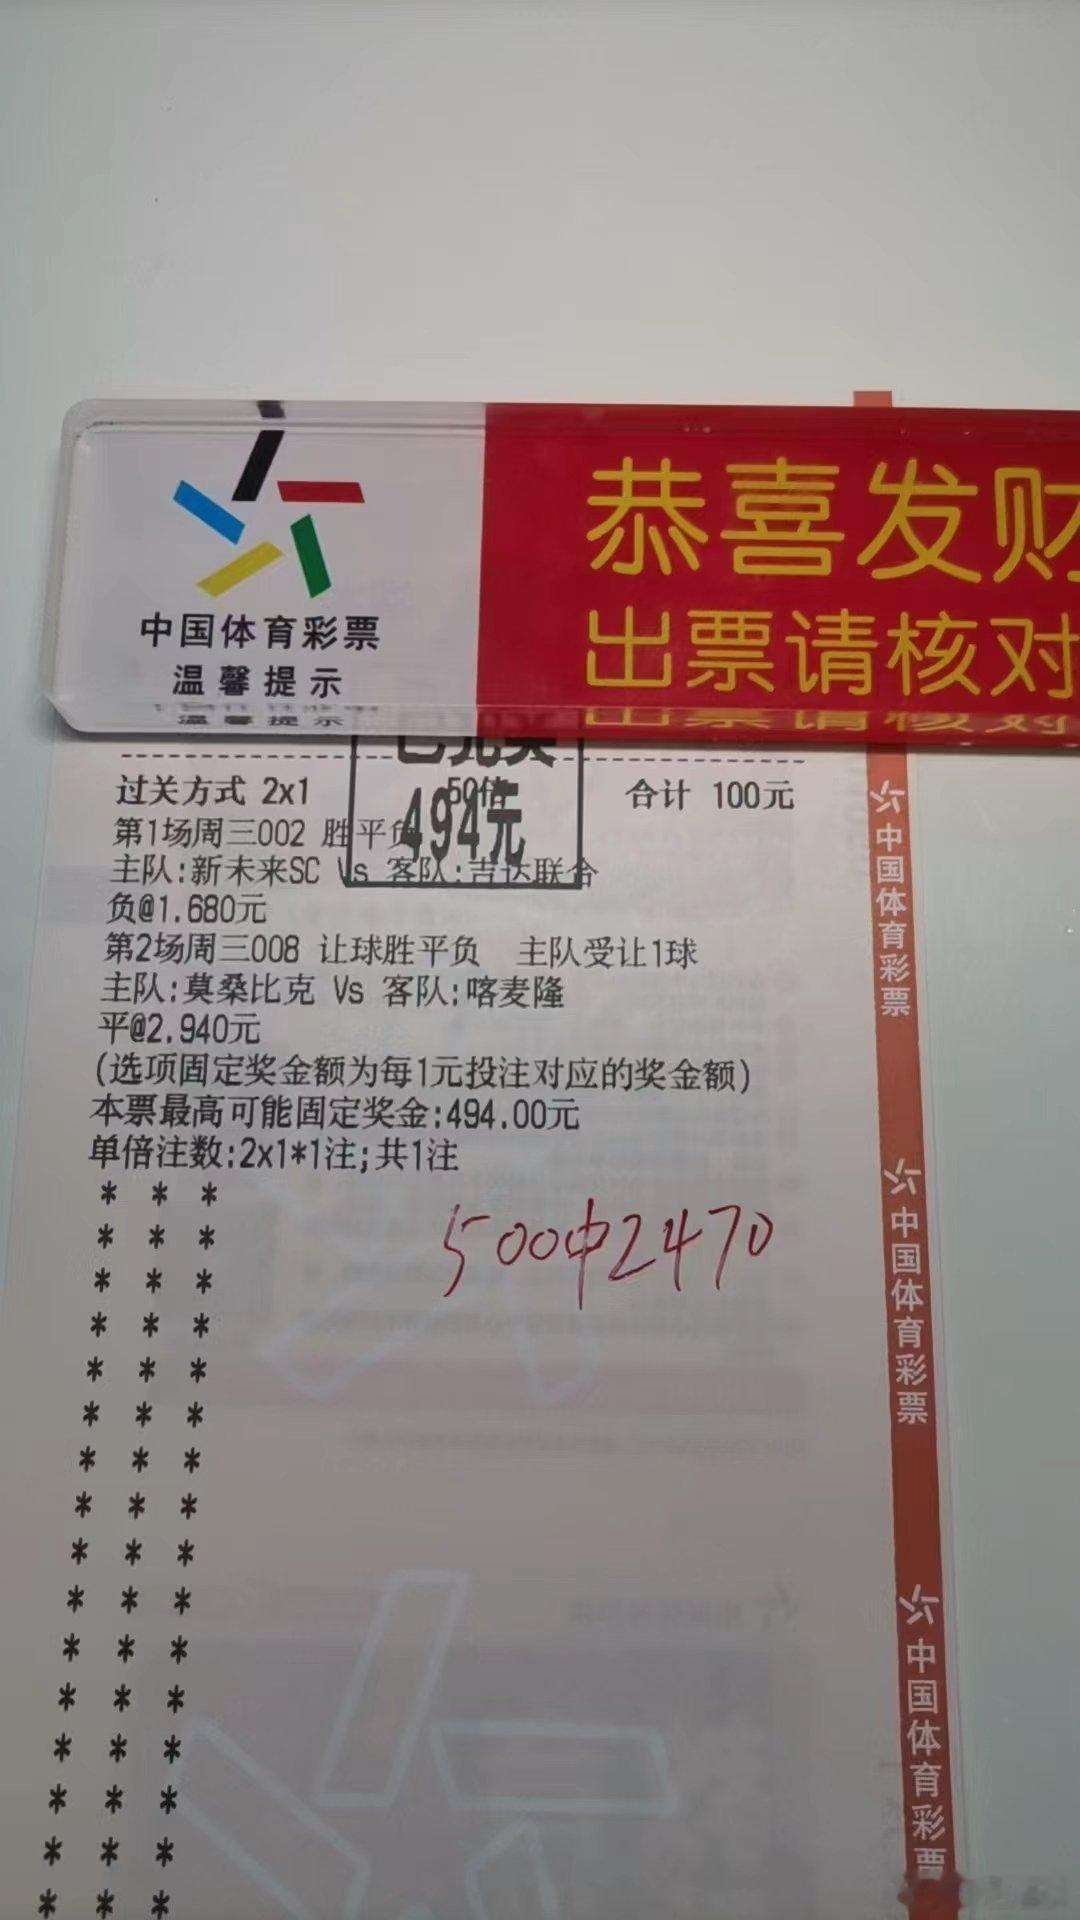 恭喜发财
出票请核对
中国体育彩票
温馨提示
已兑奖
494元
过关方式 2x1 50倍 合计 100元
第1场周三002 胜平负
主队:新未来SC Vs 客队:吉达联合
负@1.680元
第2场周三008 让球胜平负 主队受让1球
主队:莫桑比克 Vs 客队:喀麦隆
平@2.940元
(选项固定奖金额为每1元投注对应的奖金额)
本票最高可能固定奖金:494.00元
单倍注数:2x1*1注;共1注
500中2470
中国体育彩票
中国体育彩票
中国体育彩票